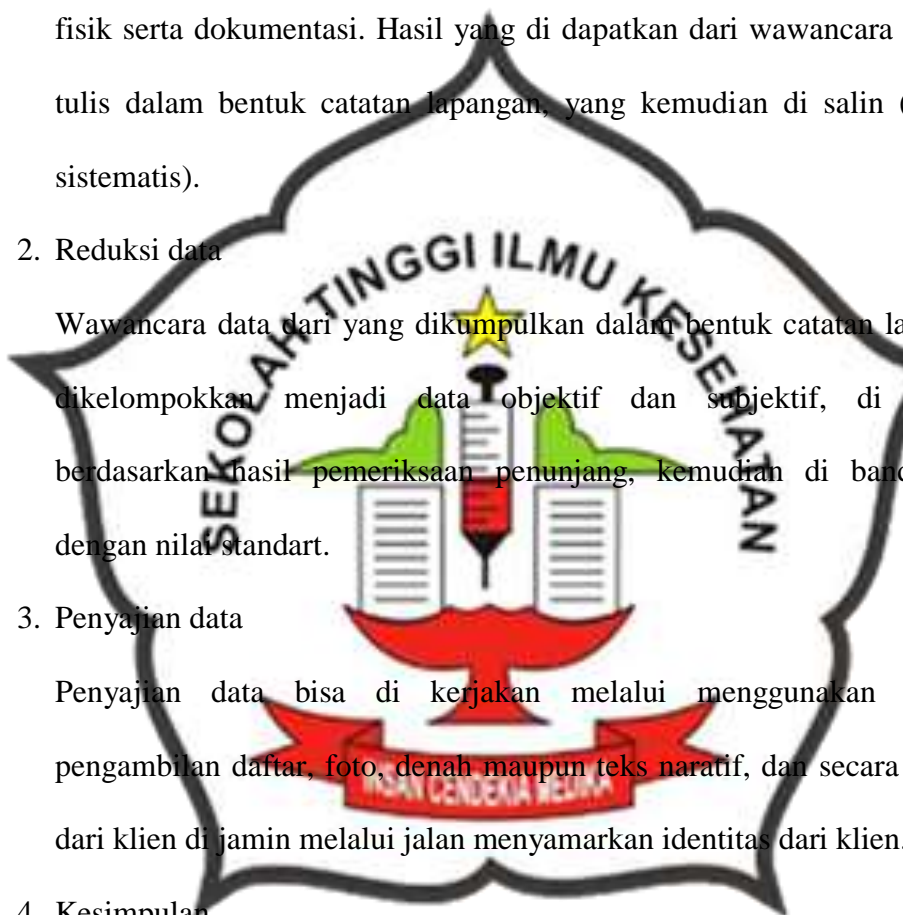 fisik serta dokumentasi. Hasil yang di dapatkan dari wawancara
tulis dalam bentuk catatan lapangan, yang kemudian di salin (
sistematis).
2. Reduksi data
Wawancara data dari yang dikumpulkan dalam bentuk catatan la
dikelompokkan menjadi data objektif dan subjektif, di
berdasarkan hasil pemeriksaan penunjang, kemudian di band
dengan nilai standart.
3. Penyajian data
Penyajian data bisa di kerjakan melalui menggunakan
pengambilan daftar, foto, denah maupun teks naratif, dan secara
dari klien di jamin melalui jalan menyamarkan identitas dari klien.
4. Kesimpulan
SEKOLAH TINGGI ILMU KESEHATAN
INSAN CENDEKIA MEDIKA